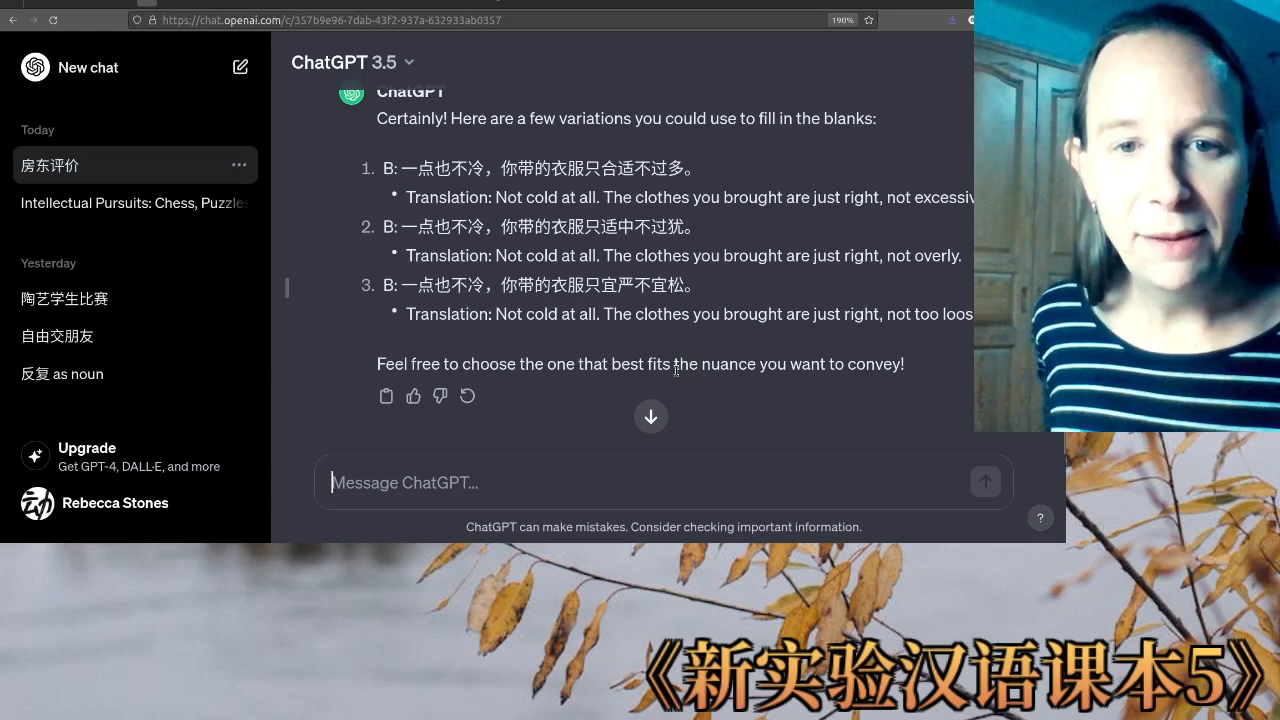 https://chat.openai.com/c/357b9e96-7dab-43f2-937a-632933ab0357
190%
New chat
ChatGPT 3.5
Today
房东评价
Intellectual Pursuits: Chess, Puzzles
Yesterday
陶艺学生比赛
自由交朋友
反复 as noun
Upgrade
Get GPT-4, DALL·E, and more
Rebecca Stones
ChatGPT
Certainly! Here are a few variations you could use to fill in the blanks:
1. B: 一点也不冷，你带的衣服只合适不过多。
• Translation: Not cold at all. The clothes you brought are just right, not excessiv
2. B: 一点也不冷，你带的衣服只适中不过犹。
• Translation: Not cold at all. The clothes you brought are just right, not overly.
3. B: 一点也不冷，你带的衣服只宜严不宜松。
• Translation: Not cold at all. The clothes you brought are just right, not too loos
Feel free to choose the one that best fits the nuance you want to convey!
Message ChatGPT...
ChatGPT can make mistakes. Consider checking important information.
?
《新实验汉语课本5》